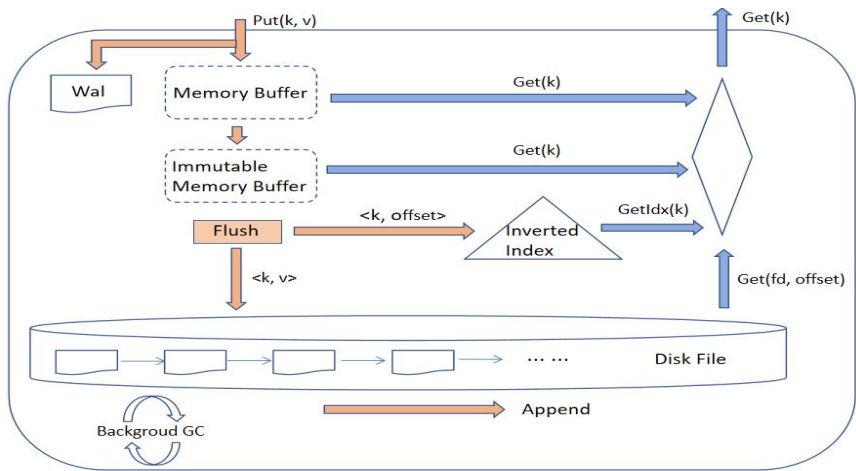 Put(k, v)
Get(k)
Wal
Memory Buffer
Get(k)
Immutable
Memory Buffer
Get(k)
Flush
<k, offset>
Inverted
Index
GetIdx(k)
<k, v>
Get(fd, offset)
... ...
Disk File
Backgroud GC
Append